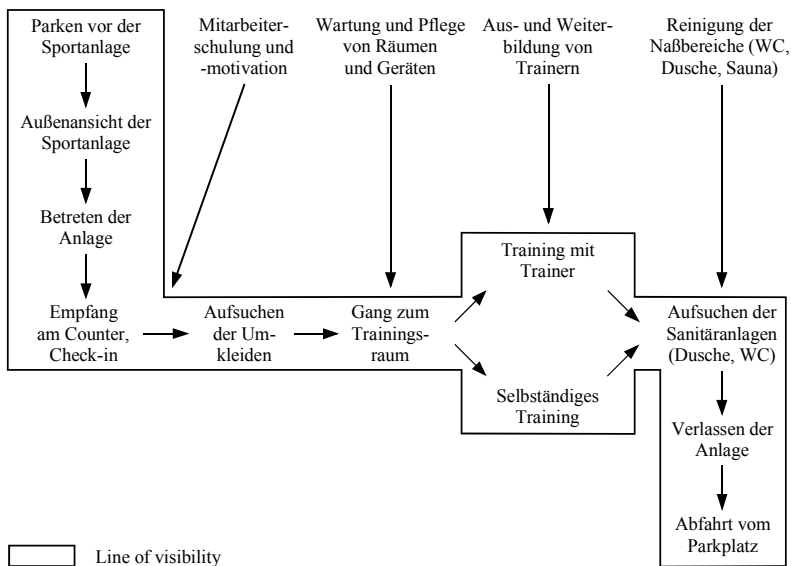 Parken vor der
Sportanlage
Mitarbeiter-
schulung und
-motivation
Wartung und Pflege
von Räumen
und Geräten
Aus- und Weiter-
bildung von
Trainern
Reinigung der
Naßbereiche (WC,
Dusche, Sauna)
Außenansicht der
Sportanlage
Betreten der
Anlage
Empfang
am Counter,
Check-in
Aufsuchen
der Um-
kleiden
Gang zum
Trainings-
raum
Training mit
Trainer
Selbständiges
Training
Aufsuchen der
Sanitäranlagen
(Dusche, WC)
Verlassen der
Anlage
Abfahrt vom
Parkplatz
Line of visibility